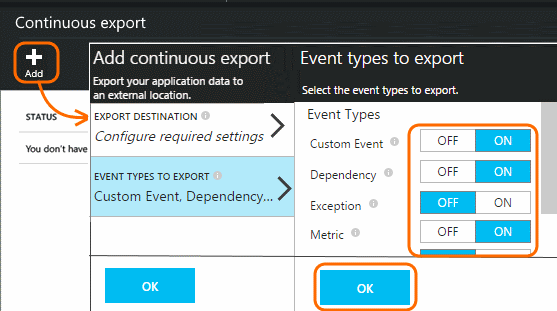 Continuous export
Add
STATUS
You don't have
Add continuous export
Export your application data to
an external location.
EXPORT DESTINATION
Configure required settings
EVENT TYPES TO EXPORT
Custom Event, Dependency...
OK
Event types to export
Select the event types to export.
Event Types
Custom Event OFF ON
Dependency OFF ON
Exception OFF ON
Metric OFF ON
OK